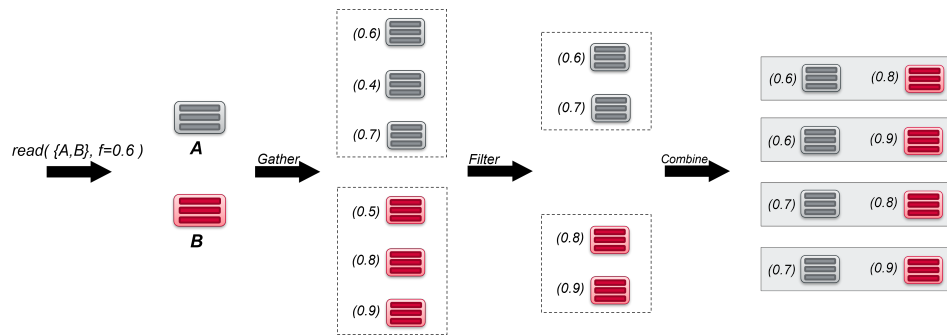 read( {A,B}, f=0.6 )
A
B
Gather
(0.6)
(0.4)
(0.7)
(0.5)
(0.8)
(0.9)
Filter
(0.6)
(0.7)
(0.8)
(0.9)
Combine
(0.6) (0.8)
(0.6) (0.9)
(0.7) (0.8)
(0.7) (0.9)